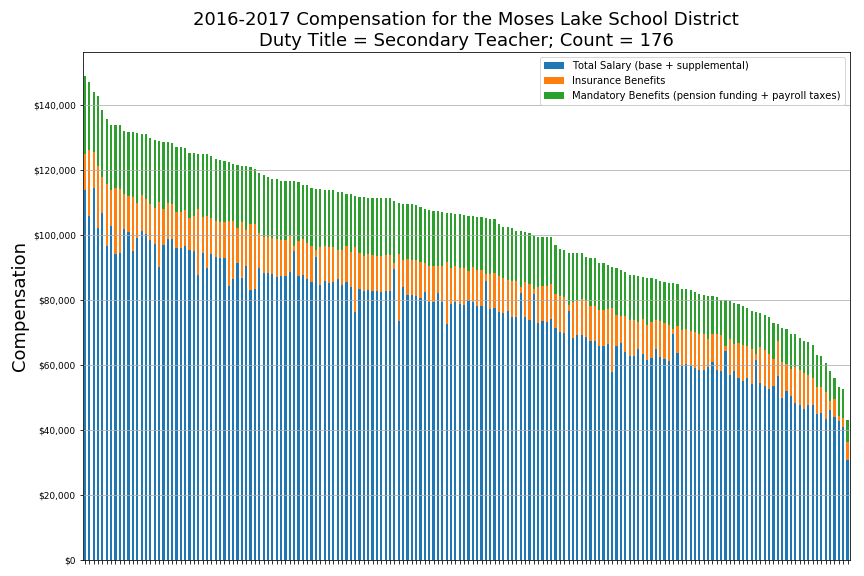 2016-2017 Compensation for the Moses Lake School District
Duty Title = Secondary Teacher; Count = 176
Total Salary (base + supplemental)
Insurance Benefits
Mandatory Benefits (pension funding + payroll taxes)
Compensation
$140,000
$120,000
$100,000
$80,000
$60,000
$40,000
$20,000
$0